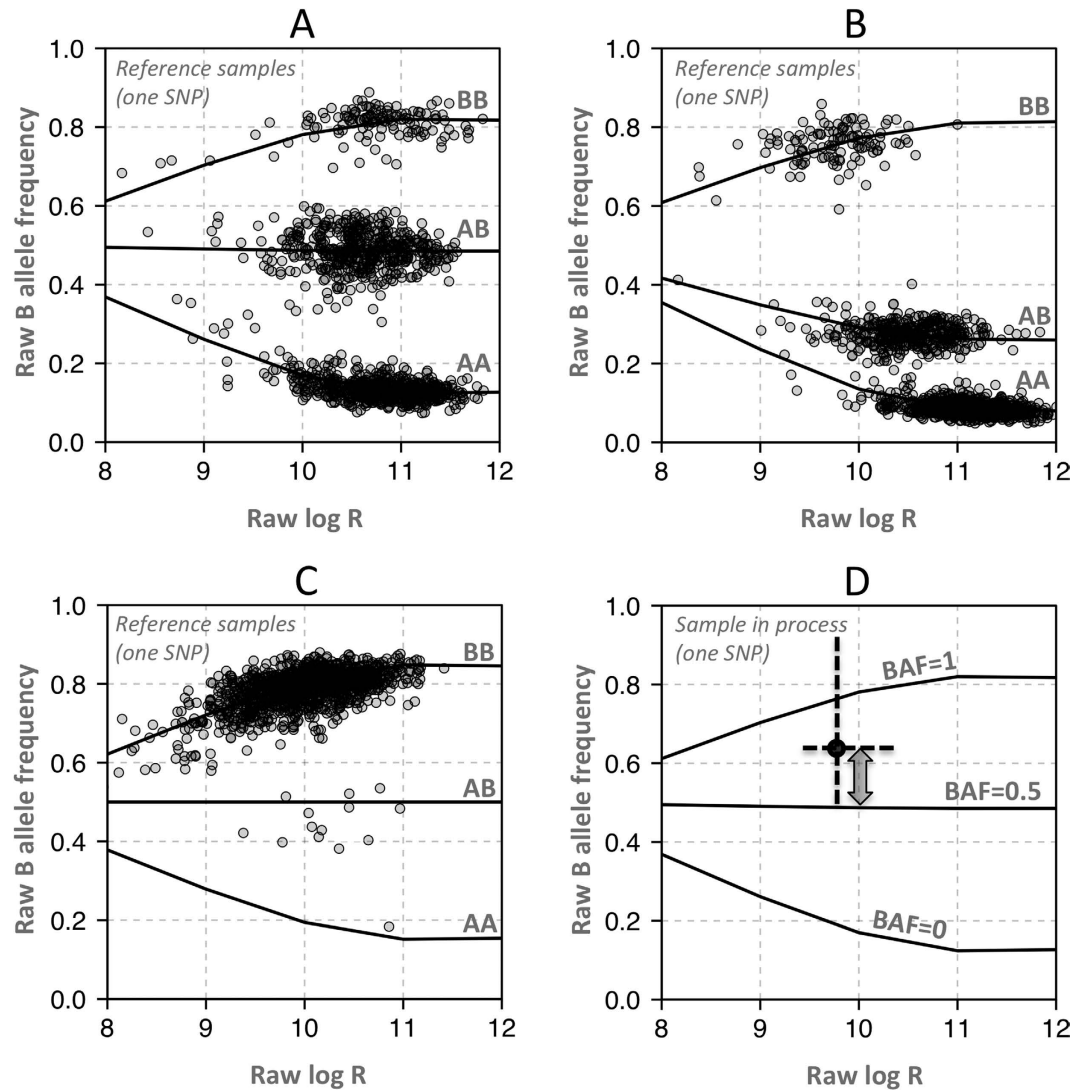 A
1.0
0.8
0.6
0.4
0.2
0.0
Raw B allele frequency
Reference samples
(one SNP)
BB
AB
AA
8 9 10 11 12
Raw log R
B
1.0
0.8
0.6
0.4
0.2
0.0
Raw B allele frequency
Reference samples
(one SNP)
BB
AB
AA
8 9 10 11 12
Raw log R
C
1.0
0.8
0.6
0.4
0.2
0.0
Raw B allele frequency
Reference samples
(one SNP)
BB
AB
AA
8 9 10 11 12
Raw log R
D
1.0
0.8
0.6
0.4
0.2
0.0
Raw B allele frequency
Sample in process
(one SNP)
BAF=1
BAF=0.5
BAF=0
8 9 10 11 12
Raw log R